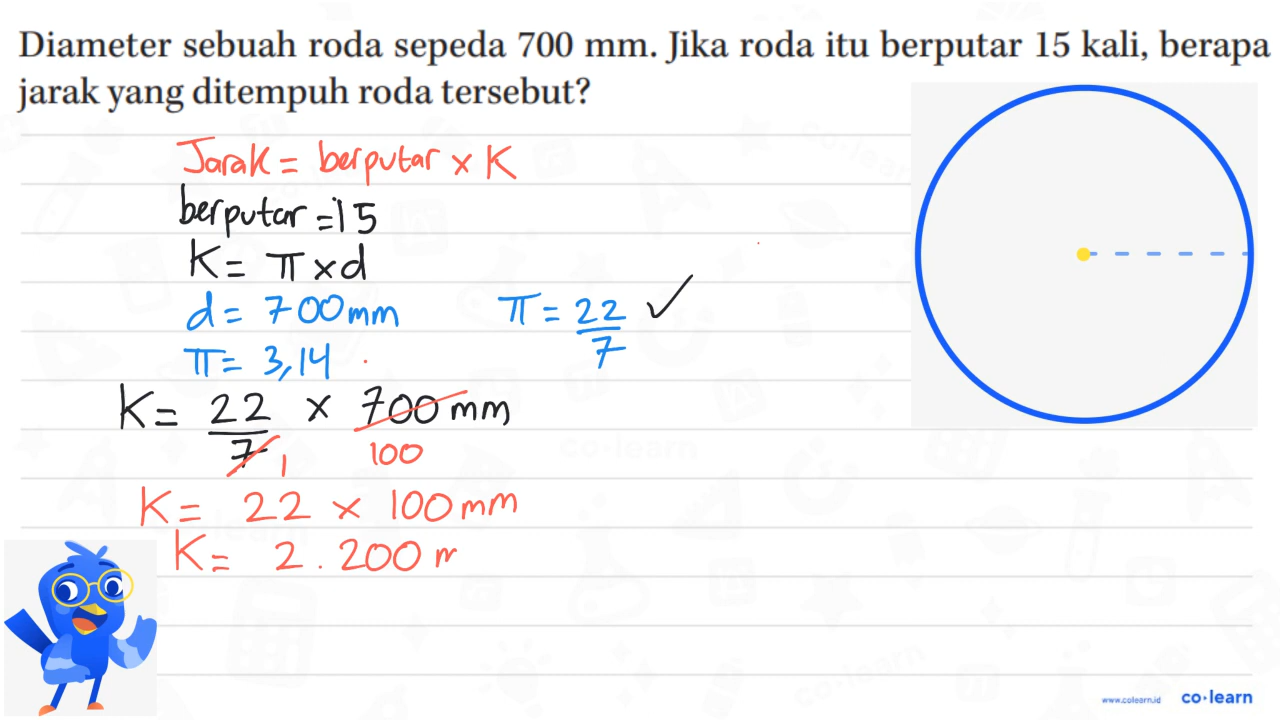 Diameter sebuah roda sepeda 700 mm. Jika roda itu berputar 15 kali, berapa
jarak yang ditempuh roda tersebut?
Jarak = berputar × K
berputar = 15
K = π × d
d = 700 mm π = 22/7 ✓
π = 3,14
K = 22/7 × 700 mm
1 100
K = 22 × 100 mm
K = 2.200 m
www.colearn.id co·learn